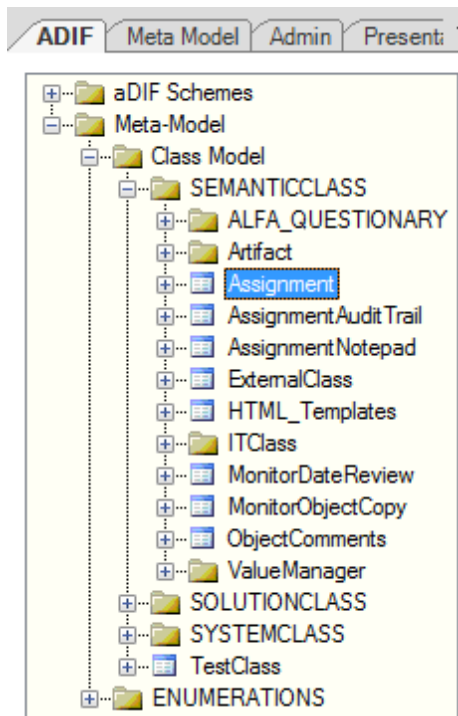 ADIF Meta Model Admin Present
aDIF Schemes
Meta-Model
Class Model
SEMANTICCLASS
ALFA_QUESTIONARY
Artifact
Assignment
AssignmentAuditTrail
AssignmentNotepad
ExternalClass
HTML_Templates
ITClass
MonitorDateReview
MonitorObjectCopy
ObjectComments
ValueManager
SOLUTIONCLASS
SYSTEMCLASS
TestClass
ENUMERATIONS